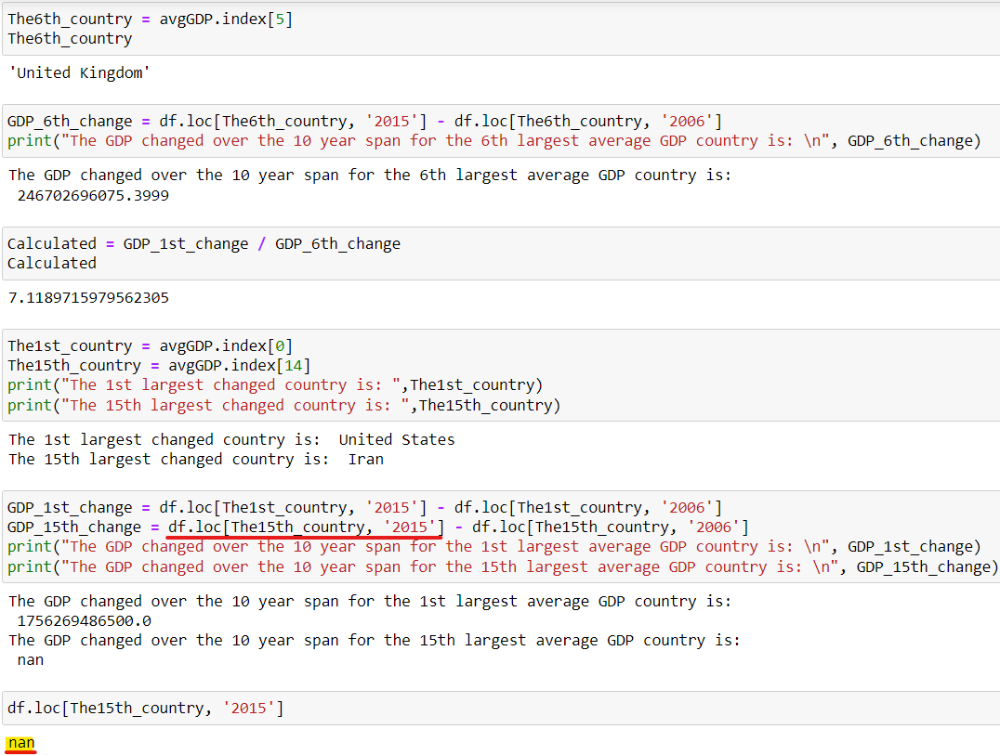 The6th_country = avgGDP.index[5]
The6th_country
'United Kingdom'
GDP_6th_change = df.loc[The6th_country, '2015'] - df.loc[The6th_country, '2006']
print("The GDP changed over the 10 year span for the 6th largest average GDP country is: \n", GDP_6th_change)
The GDP changed over the 10 year span for the 6th largest average GDP country is:
246702696075.3999
Calculated = GDP_1st_change / GDP_6th_change
Calculated
7.1189715979562305
The1st_country = avgGDP.index[0]
The15th_country = avgGDP.index[14]
print("The 1st largest changed country is: ",The1st_country)
print("The 15th largest changed country is: ",The15th_country)
The 1st largest changed country is:  United States
The 15th largest changed country is:  Iran
GDP_1st_change = df.loc[The1st_country, '2015'] - df.loc[The1st_country, '2006']
GDP_15th_change = df.loc[The15th_country, '2015'] - df.loc[The15th_country, '2006']
print("The GDP changed over the 10 year span for the 1st largest average GDP country is: \n", GDP_1st_change)
print("The GDP changed over the 10 year span for the 15th largest average GDP country is: \n", GDP_15th_change)
The GDP changed over the 10 year span for the 1st largest average GDP country is:
1756269486500.0
The GDP changed over the 10 year span for the 15th largest average GDP country is:
nan
df.loc[The15th_country, '2015']
nan